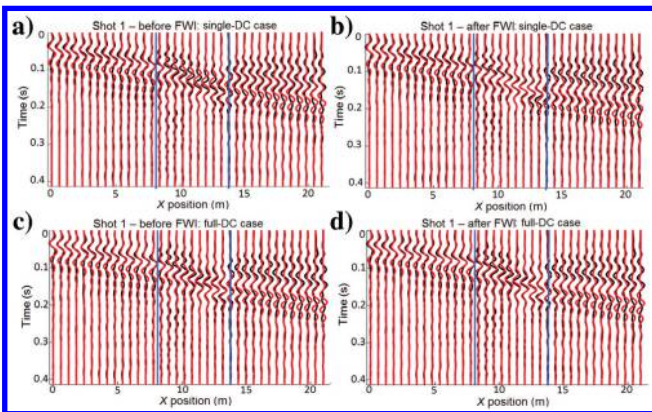 a) Shot 1 – before FWI: single-DC case
0
0.1
0.2
0.3
0.4
Time (s)
0 5 10 15 20
X position (m)
b) Shot 1 – after FWI: single-DC case
0
0.1
0.2
0.3
0.4
Time (s)
0 5 10 15 20
X position (m)
c) Shot 1 – before FWI: full-DC case
0
0.1
0.2
0.3
0.4
Time (s)
0 5 10 15 20
X position (m)
d) Shot 1 – after FWI: full-DC case
0
0.1
0.2
0.3
0.4
Time (s)
0 5 10 15 20
X position (m)